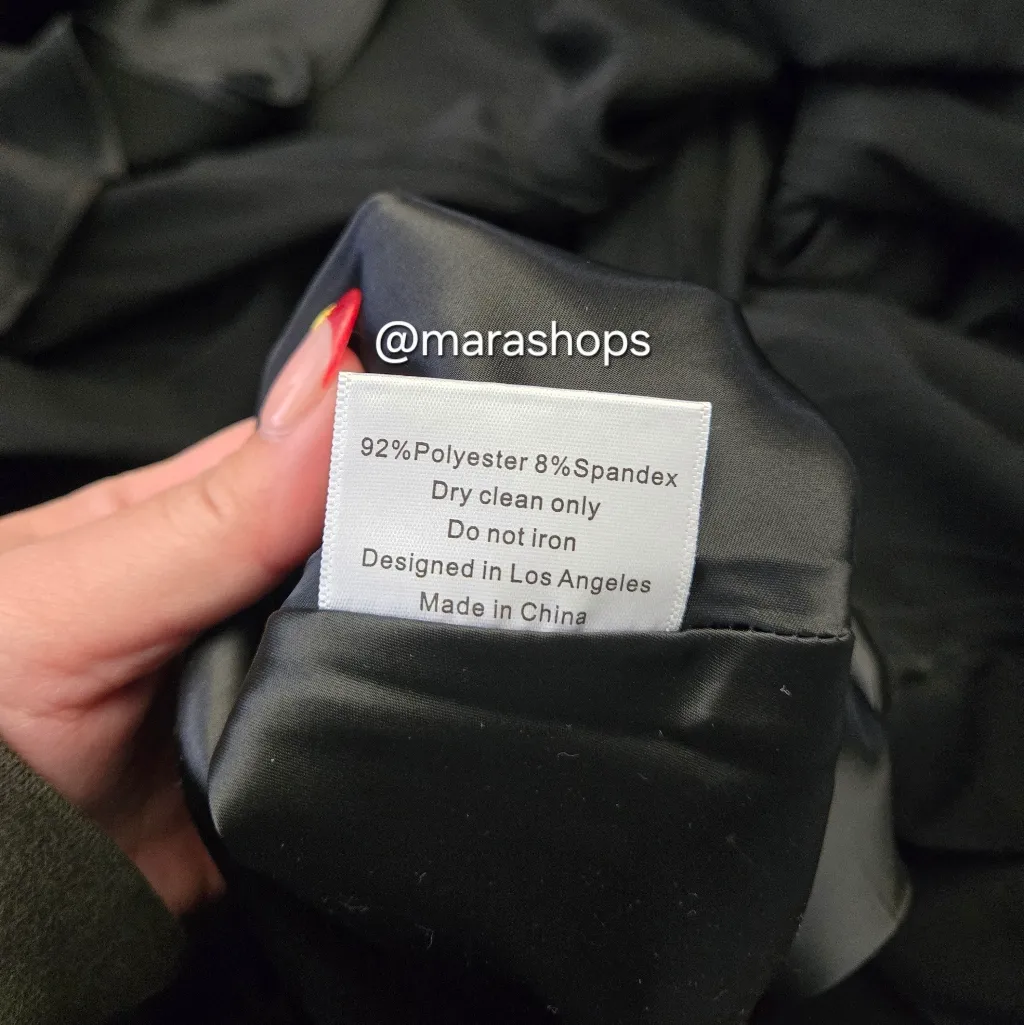 @marashops
92%Polyester 8%Spandex
Dry clean only
Do not iron
Designed in Los Angeles
Made in China